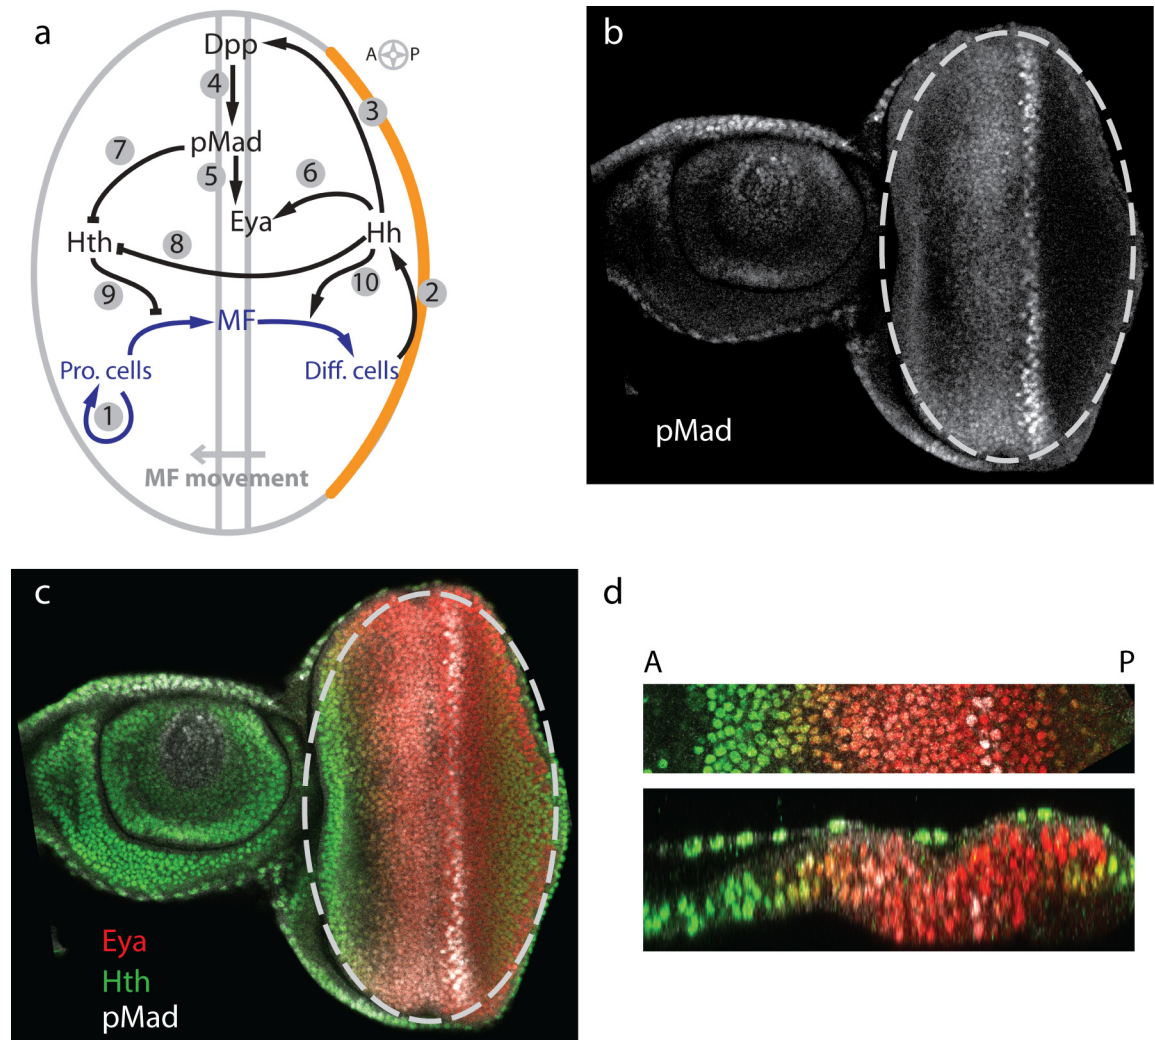 a
Dpp
A P
4
3
7
pMad
5
6
Eya
Hth
8
Hh
9
10
2
MF
Pro. cells
Diff. cells
1
MF movement
b
pMad
c
Eya
Hth
pMad
d
A P